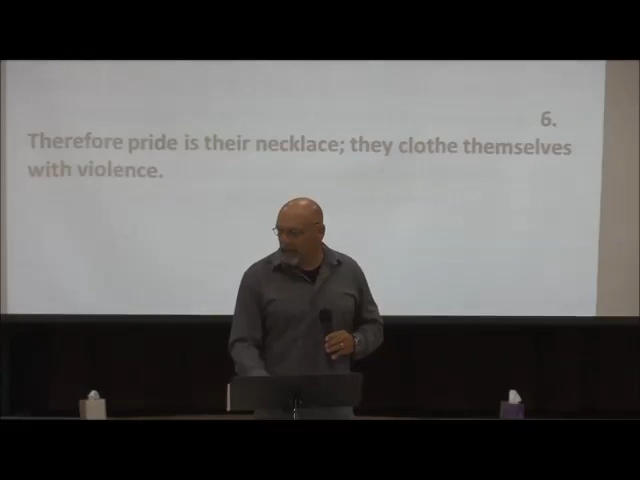 6.
Therefore pride is their necklace; they clothe themselves
with violence.